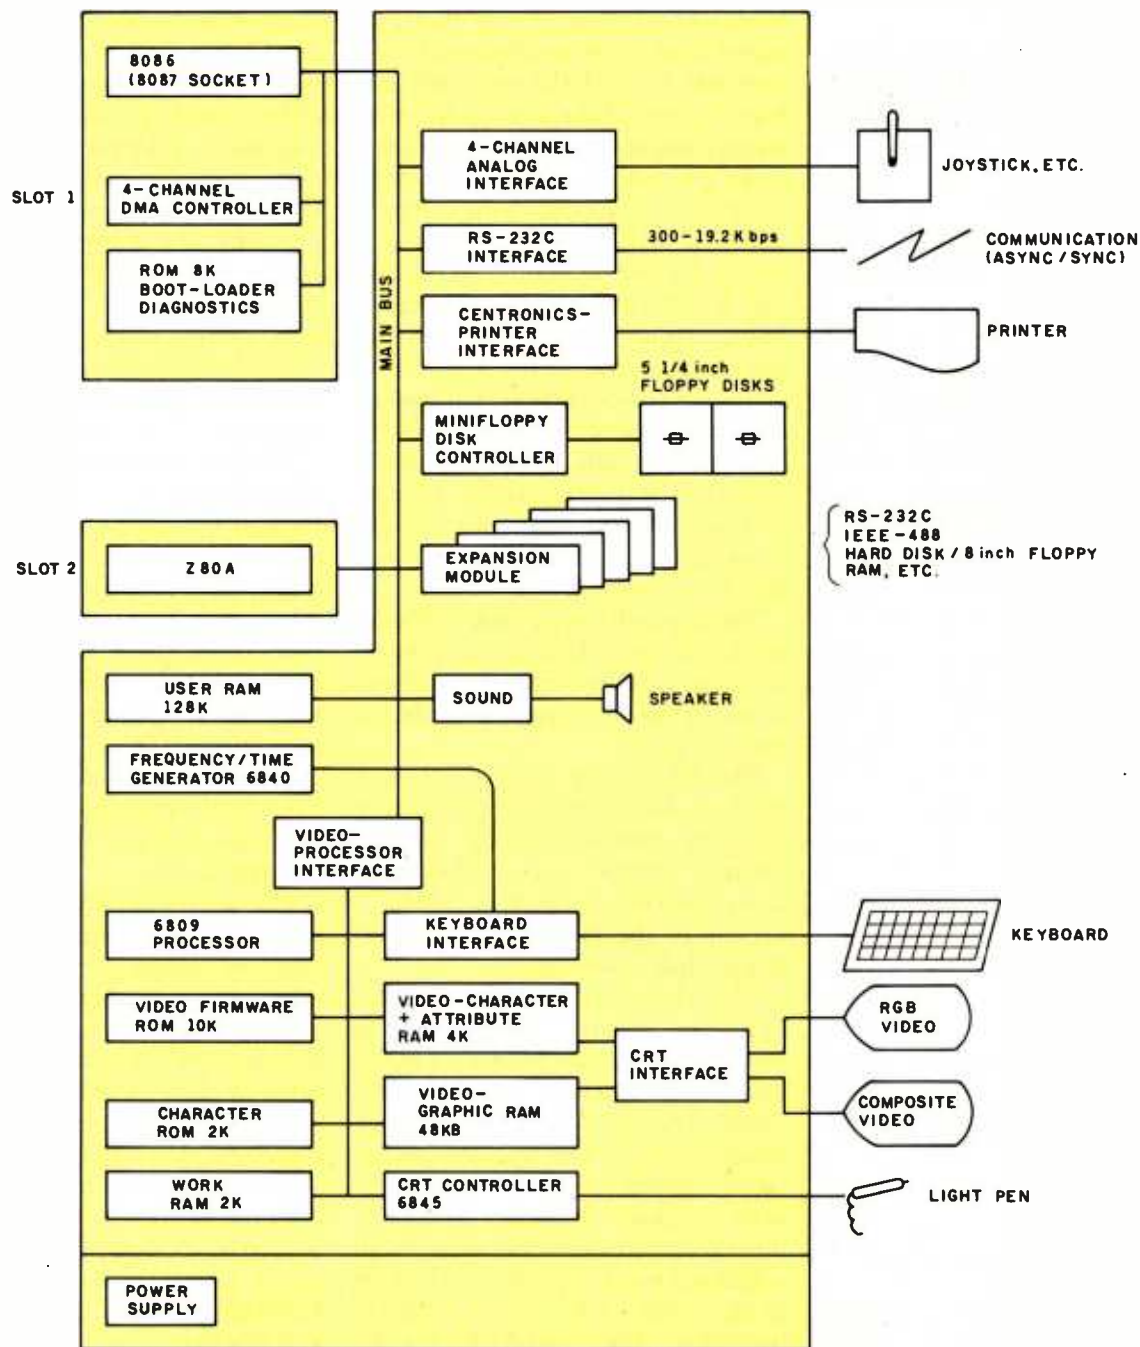 8086
(8087 SOCKET)
SLOT 1
4-CHANNEL
DMA CONTROLLER
ROM 8K
BOOT-LOADER
DIAGNOSTICS
MAIN BUS
4-CHANNEL
ANALOG
INTERFACE
JOYSTICK, ETC.
RS-232C
INTERFACE
300-19.2K bps
COMMUNICATION
(ASYNC/SYNC)
CENTRONICS-
PRINTER
INTERFACE
PRINTER
5 1/4 inch
FLOPPY DISKS
MINIFLOPPY
DISK
CONTROLLER
SLOT 2
Z80A
EXPANSION
MODULE
RS-232C
IEEE-488
HARD DISK / 8 inch FLOPPY
RAM, ETC.
USER RAM
128K
SOUND
SPEAKER
FREQUENCY/TIME
GENERATOR 6840
VIDEO-
PROCESSOR
INTERFACE
6809
PROCESSOR
KEYBOARD
INTERFACE
KEYBOARD
VIDEO FIRMWARE
ROM 10K
VIDEO-CHARACTER
+ ATTRIBUTE
RAM 4K
CRT
INTERFACE
RGB
VIDEO
CHARACTER
ROM 2K
VIDEO-
GRAPHIC RAM
48KB
COMPOSITE
VIDEO
WORK
RAM 2K
CRT CONTROLLER
6845
LIGHT PEN
POWER
SUPPLY